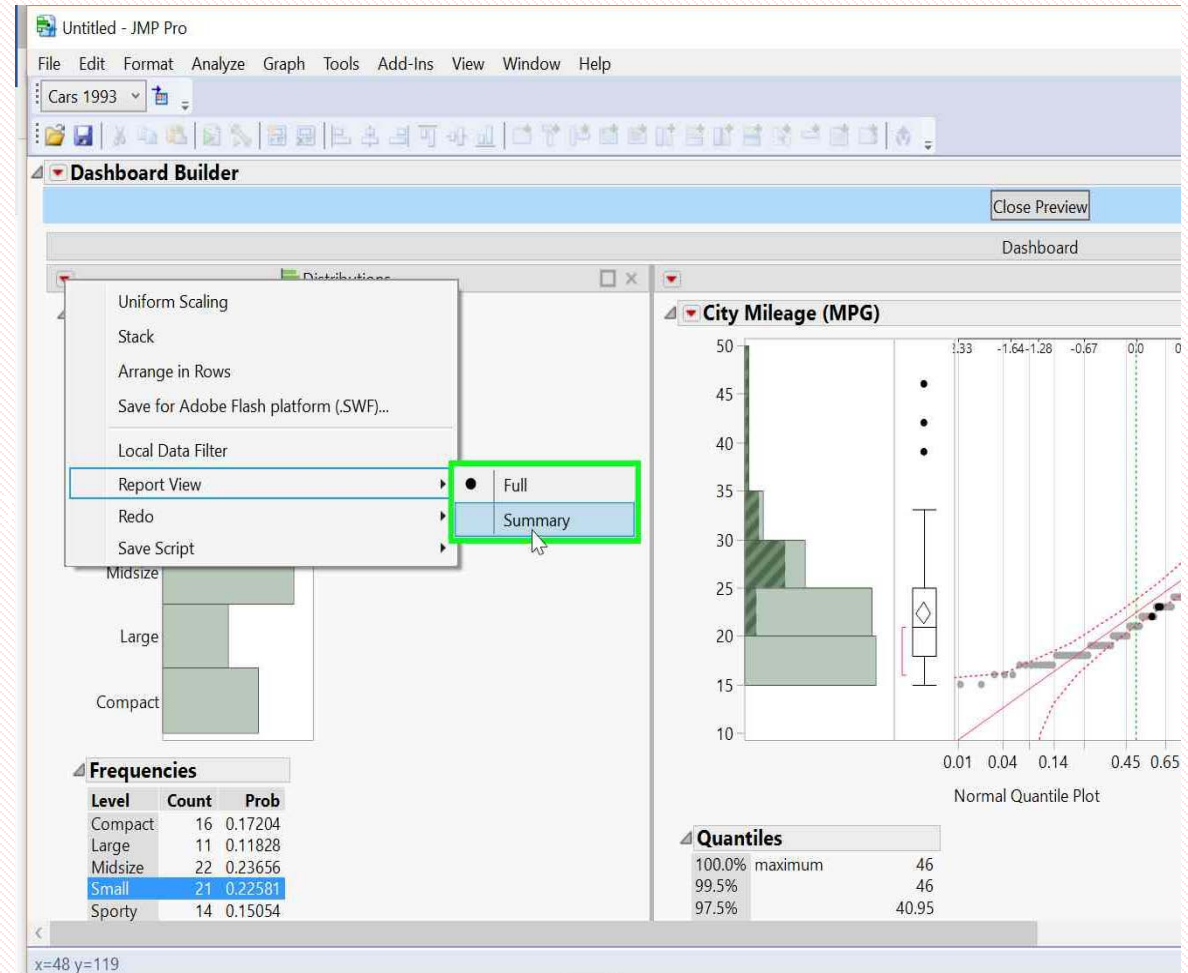 Untitled - JMP Pro
File Edit Format Analyze Graph Tools Add-Ins View Window Help
Cars 1993
Dashboard Builder
Close Preview
Dashboard
Distributions
Uniform Scaling
Stack
Arrange in Rows
Save for Adobe Flash platform (.SWF)...
Local Data Filter
Report View
Redo
Save Script
Full
Summary
Midsize
Large
Compact
Frequencies
Level Count Prob
Compact 16 0.17204
Large 11 0.11828
Midsize 22 0.23656
Small 21 0.22581
Sporty 14 0.15054
City Mileage (MPG)
-1.64 -1.28 -0.67 0.0
50
45
40
35
30
25
20
15
10
0.01 0.04 0.14 0.45 0.65
Normal Quantile Plot
Quantiles
100.0% maximum 46
99.5% 46
97.5% 40.95
x=48 y=119